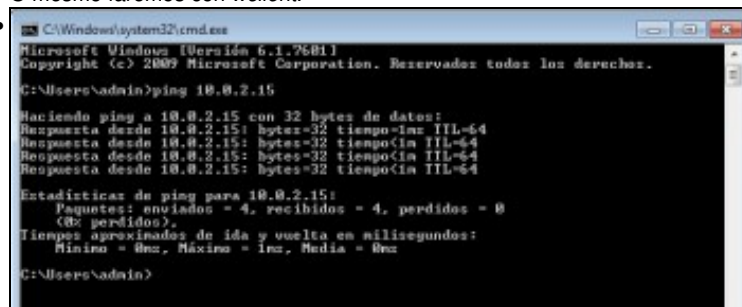 C:\Windows\system32\cmd.exe
Microsoft Windows [Versión 6.1.7601]
Copyright (c) 2009 Microsoft Corporation. Reservados todos los derechos.
C:\Users\admin>ping 10.0.2.15
Haciendo ping a 10.0.2.15 con 32 bytes de datos:
Respuesta desde 10.0.2.15: bytes=32 tiempo=1ms TTL=64
Respuesta desde 10.0.2.15: bytes=32 tiempo<1m TTL=64
Respuesta desde 10.0.2.15: bytes=32 tiempo<1m TTL=64
Respuesta desde 10.0.2.15: bytes=32 tiempo<1m TTL=64
Estadísticas de ping para 10.0.2.15:
Paquetes: enviados = 4, recibidos = 4, perdidos = 0
(0% perdidos),
Tiempos aproximados de ida y vuelta en milisegundos:
Mínimo = 0ms, Máximo = 1ms, Media = 0ms
C:\Users\admin>